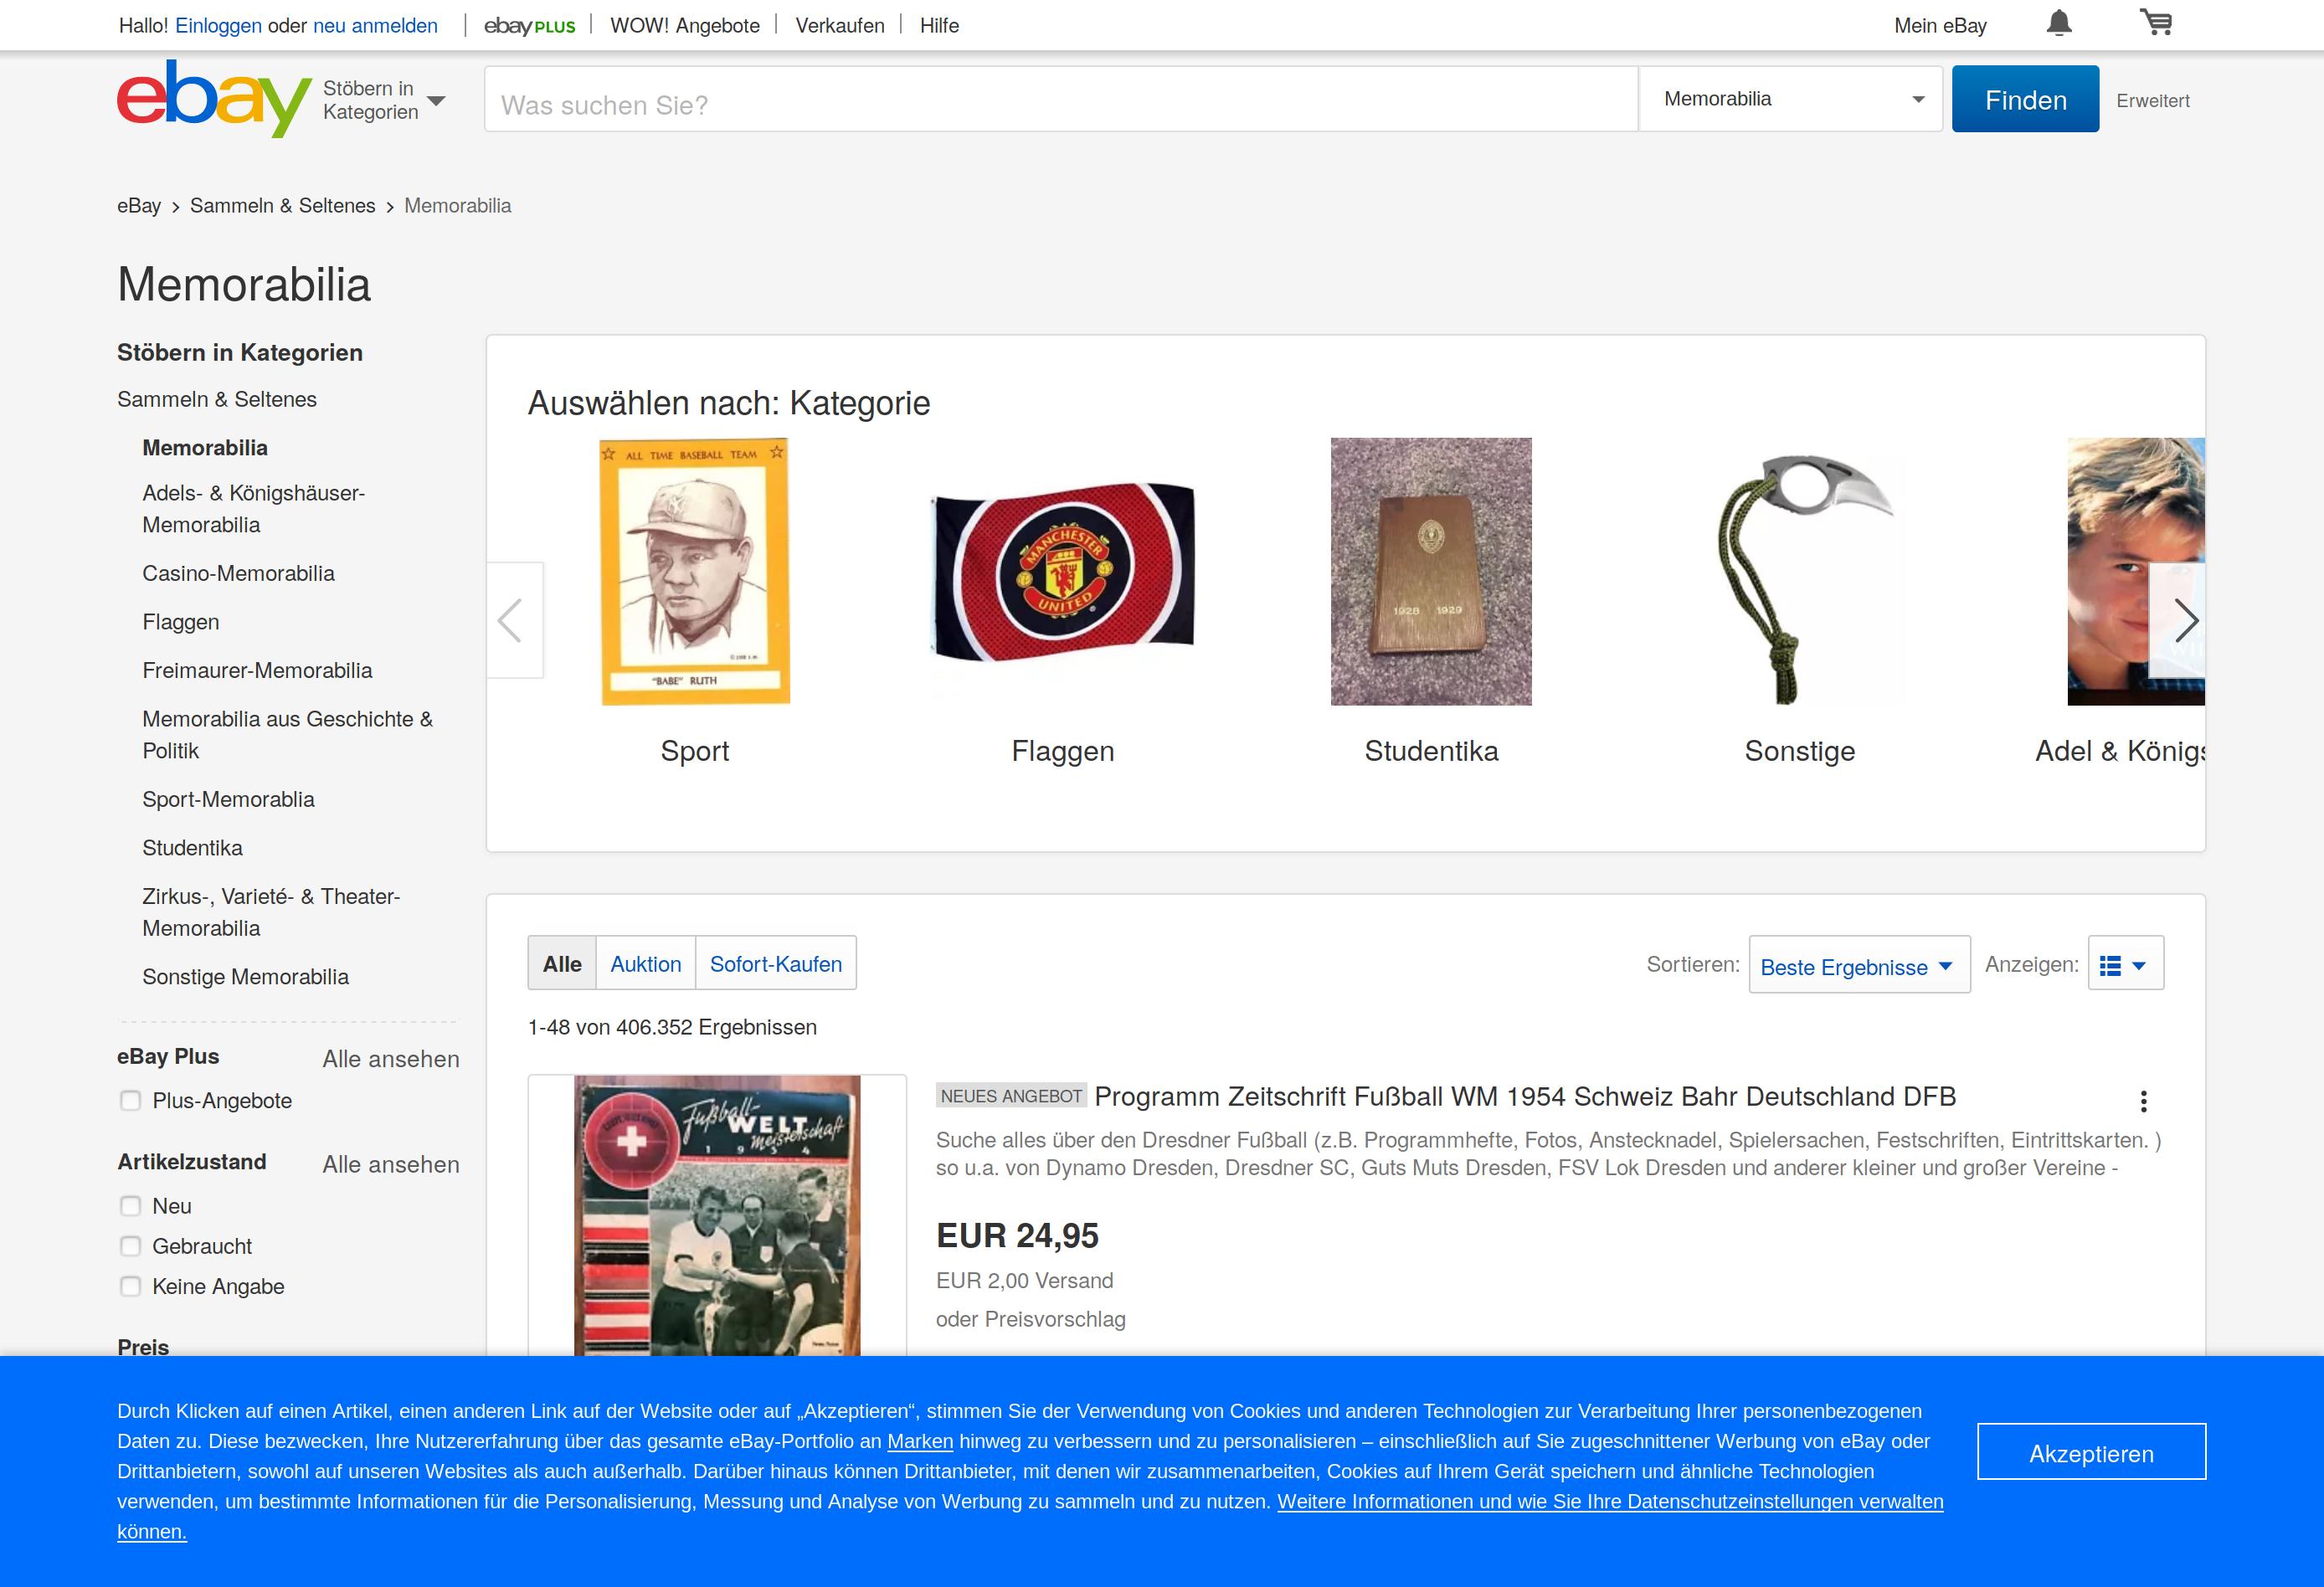 Hallo! Einloggen oder neu anmelden
ebay PLUS
WOW! Angebote
Verkaufen
Hilfe
Mein eBay
ebay
Stöbern in
Kategorien
Was suchen Sie?
Memorabilia
Finden
Erweitert
eBay › Sammeln & Seltenes › Memorabilia
Memorabilia
Stöbern in Kategorien
Sammeln & Seltenes
Memorabilia
Adels- & Königshäuser-
Memorabilia
Casino-Memorabilia
Flaggen
Freimaurer-Memorabilia
Memorabilia aus Geschichte &
Politik
Sport-Memorablia
Studentika
Zirkus-, Varieté- & Theater-
Memorabilia
Sonstige Memorabilia
eBay Plus
Alle ansehen
Plus-Angebote
Artikelzustand
Alle ansehen
Neu
Gebraucht
Keine Angabe
Preis
Auswählen nach: Kategorie
ALL TIME BASEBALL TEAM
"BABE" RUTH
Sport
MANCHESTER
UNITED
Flaggen
1928 1929
Studentika
Sonstige
Adel & Königs
Alle
Auktion
Sofort-Kaufen
Sortieren:
Beste Ergebnisse
Anzeigen:
1-48 von 406.352 Ergebnissen
Fußball-
WELT
meisterschaft
1 9 5 4
NEUES ANGEBOT Programm Zeitschrift Fußball WM 1954 Schweiz Bahr Deutschland DFB
Suche alles über den Dresdner Fußball (z.B. Programmhefte, Fotos, Anstecknadel, Spielersachen, Festschriften, Eintrittskarten. )
so u.a. von Dynamo Dresden, Dresdner SC, Guts Muts Dresden, FSV Lok Dresden und anderer kleiner und großer Vereine -
EUR 24,95
EUR 2,00 Versand
oder Preisvorschlag
Durch Klicken auf einen Artikel, einen anderen Link auf der Website oder auf „Akzeptieren“, stimmen Sie der Verwendung von Cookies und anderen Technologien zur Verarbeitung Ihrer personenbezogenen
Daten zu. Diese bezwecken, Ihre Nutzererfahrung über das gesamte eBay-Portfolio an Marken hinweg zu verbessern und zu personalisieren – einschließlich auf Sie zugeschnittener Werbung von eBay oder
Drittanbietern, sowohl auf unseren Websites als auch außerhalb. Darüber hinaus können Drittanbieter, mit denen wir zusammenarbeiten, Cookies auf Ihrem Gerät speichern und ähnliche Technologien
verwenden, um bestimmte Informationen für die Personalisierung, Messung und Analyse von Werbung zu sammeln und zu nutzen. Weitere Informationen und wie Sie Ihre Datenschutzeinstellungen verwalten
können.
Akzeptieren